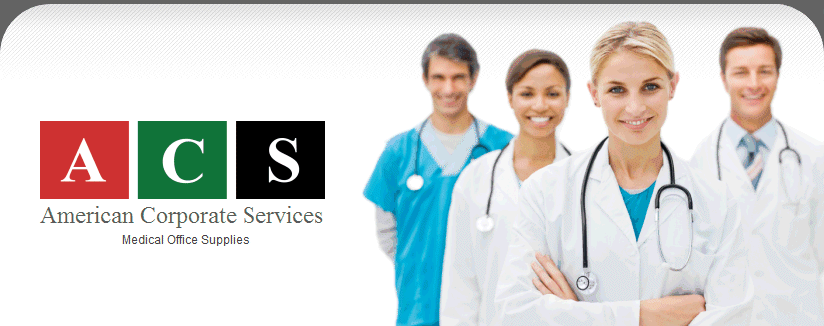 A C S
American Corporate Services
Medical Office Supplies